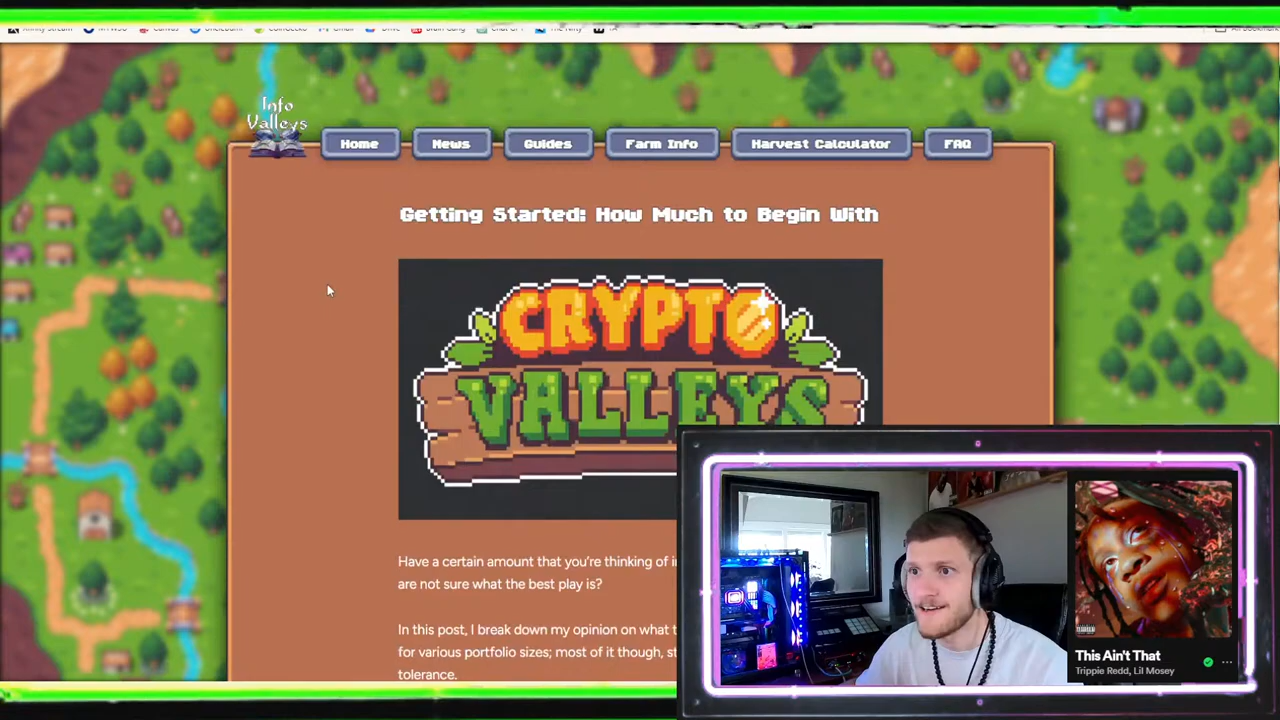 Info
Valleys
Home
News
Guides
Farm Info
Harvest Calculator
FAQ
Getting Started: How Much to Begin With
CRYPTO
VALLEYS
Have a certain amount that you're thinking of
are not sure what the best play is?
In this post, I break down my opinion on what
for various portfolio sizes; most of it though,
tolerance.
This Ain't That
Trippie Redd, Lil Mosey